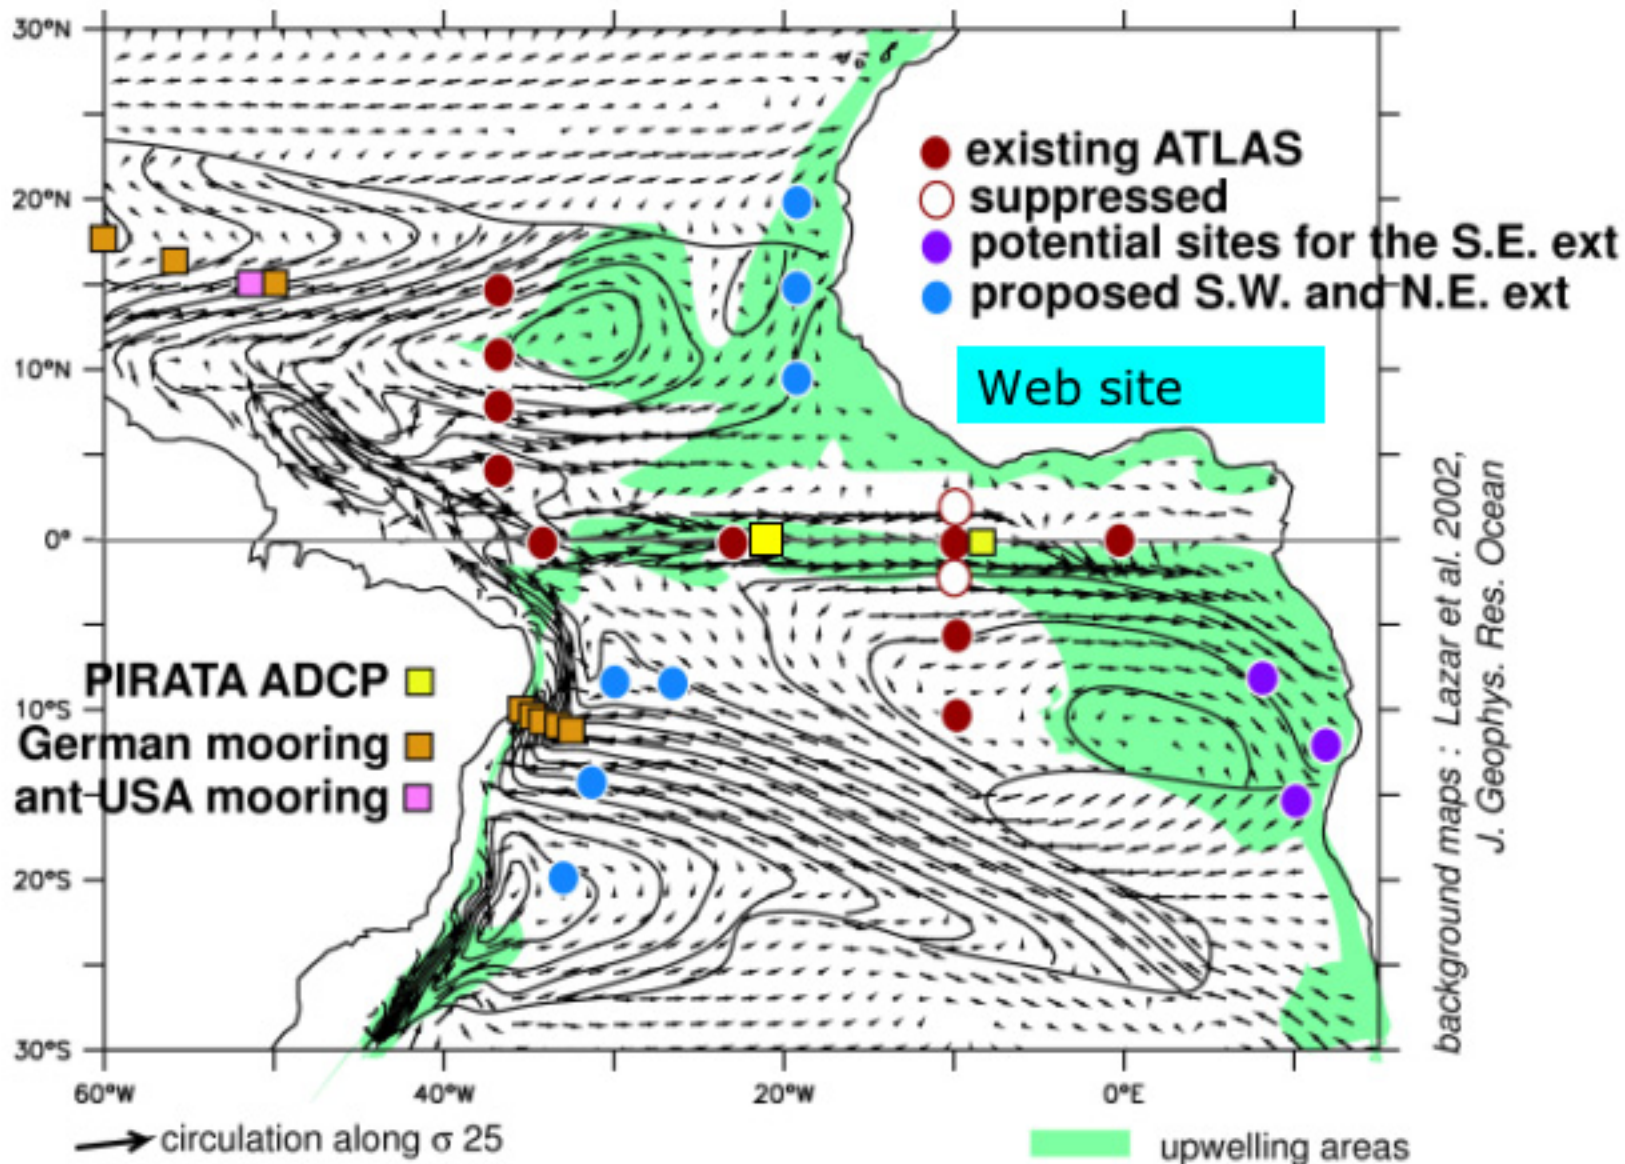 30°N
20°N
10°N
0°
10°S
20°S
30°S
60°W
40°W
20°W
0°E
existing ATLAS
suppressed
potential sites for the S.E. ext
proposed S.W. and N.E. ext
Web site
PIRATA ADCP
German mooring
ant USA mooring
background maps : Lazar et al. 2002,
J. Geophys. Res. Ocean
circulation along σ 25
upwelling areas